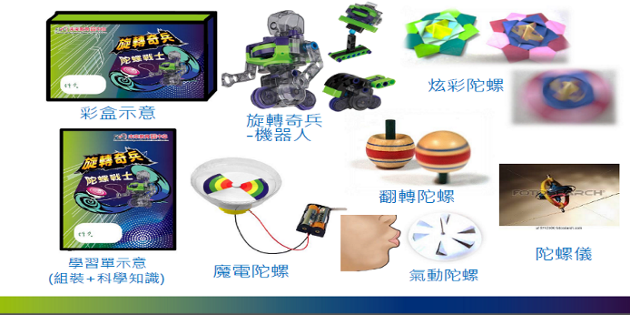 旋轉奇兵
陀螺戰士
彩盒示意
旋轉奇兵
-機器人
炫彩陀螺
旋轉奇兵
陀螺戰士
學習單示意
(組裝+科學知識)
魔電陀螺
翻轉陀螺
氣動陀螺
陀螺儀